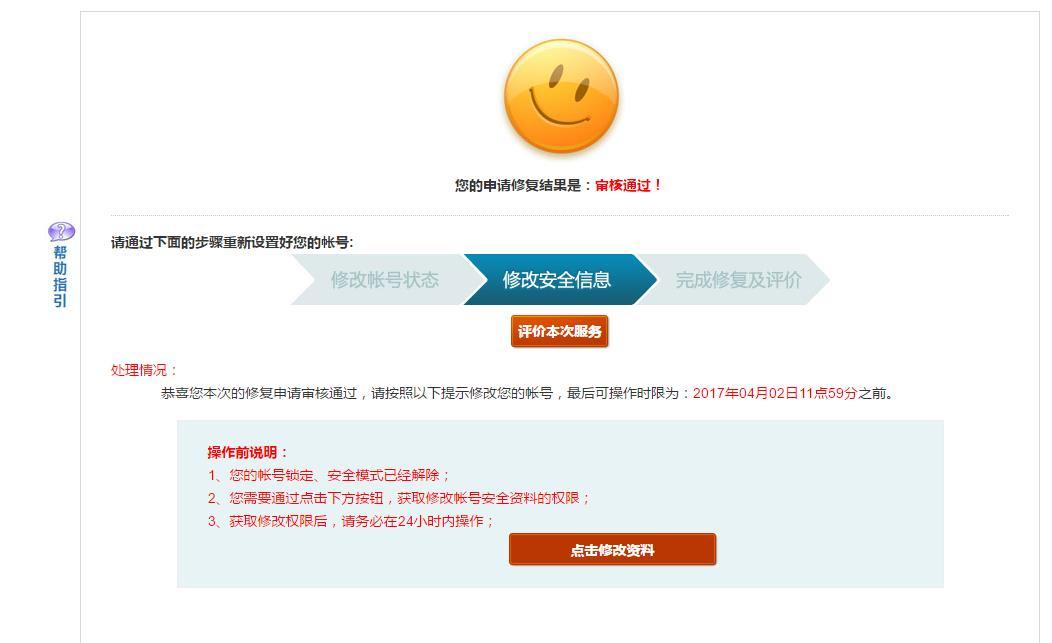 您的申请修复结果是：审核通过！
帮助指引
请通过下面的步骤重新设置好您的帐号:
修改帐号状态 修改安全信息 完成修复及评价
评价本次服务
处理情况：
恭喜您本次的修复申请审核通过，请按照以下提示修改您的帐号，最后可操作时限为：2017年04月02日11点59分之前。
操作前说明：
1、您的帐号锁定、安全模式已经解除；
2、您需要通过点击下方按钮，获取修改帐号安全资料的权限；
3、获取修改权限后，请务必在24小时内操作；
点击修改资料